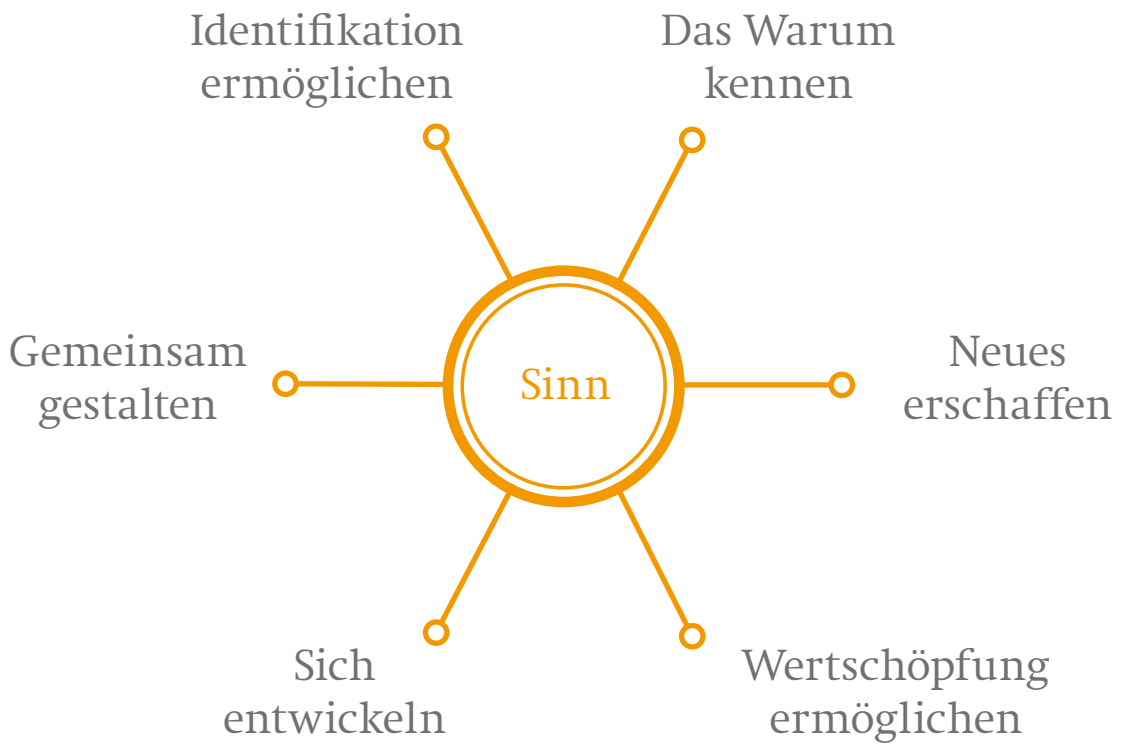 Identifikation
ermöglichen
Das Warum
kennen
Gemeinsam
gestalten
Sinn
Neues
erschaffen
Sich
entwickeln
Wertschöpfung
ermöglichen